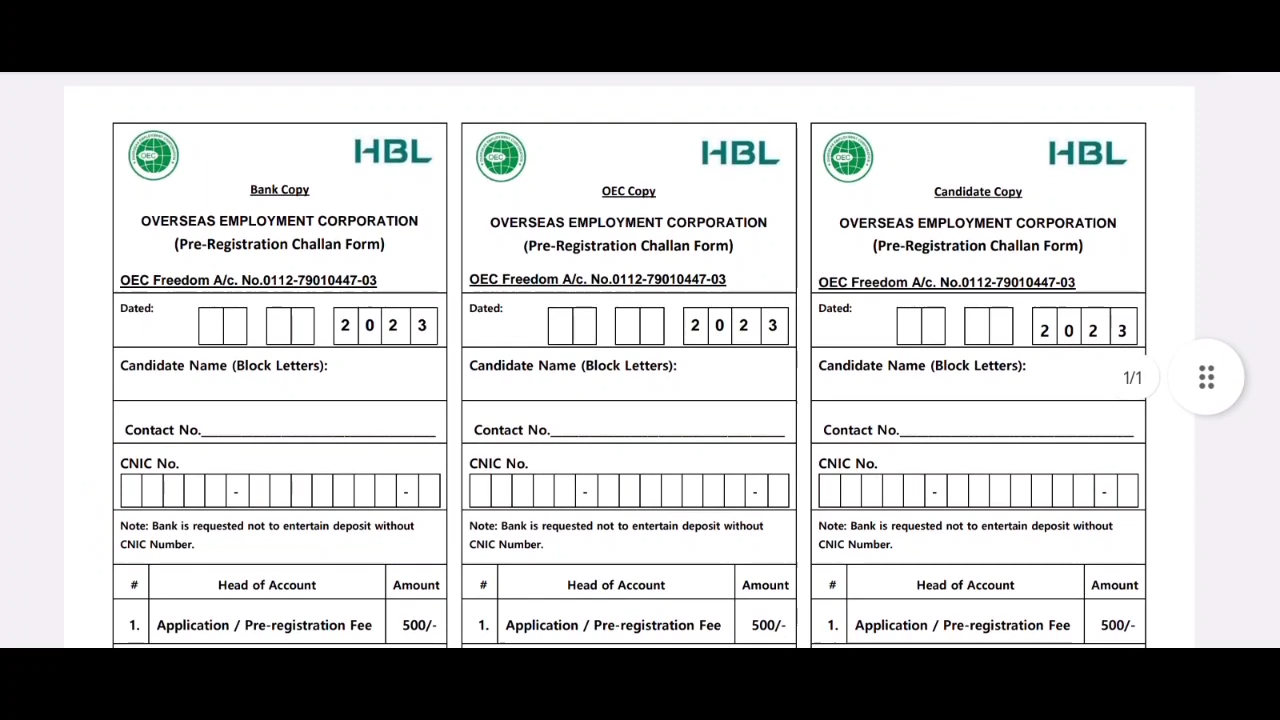 HBL
Bank Copy
OVERSEAS EMPLOYMENT CORPORATION
(Pre-Registration Challan Form)
OEC Freedom A/c. No.0112-79010447-03
Dated:
2 0 2 3
Candidate Name (Block Letters):
Contact No.
CNIC No.
- -
Note: Bank is requested not to entertain deposit without
CNIC Number.
# Head of Account Amount
1. Application / Pre-registration Fee 500/-
OEC
HBL
OEC Copy
OVERSEAS EMPLOYMENT CORPORATION
(Pre-Registration Challan Form)
OEC Freedom A/c. No.0112-79010447-03
Dated:
2 0 2 3
Candidate Name (Block Letters):
Contact No.
CNIC No.
- -
Note: Bank is requested not to entertain deposit without
CNIC Number.
# Head of Account Amount
1. Application / Pre-registration Fee 500/-
OEC
HBL
Candidate Copy
OVERSEAS EMPLOYMENT CORPORATION
(Pre-Registration Challan Form)
OEC Freedom A/c. No.0112-79010447-03
Dated:
2 0 2 3
Candidate Name (Block Letters):
Contact No.
CNIC No.
- -
Note: Bank is requested not to entertain deposit without
CNIC Number.
# Head of Account Amount
1. Application / Pre-registration Fee 500/-
OEC
1/1